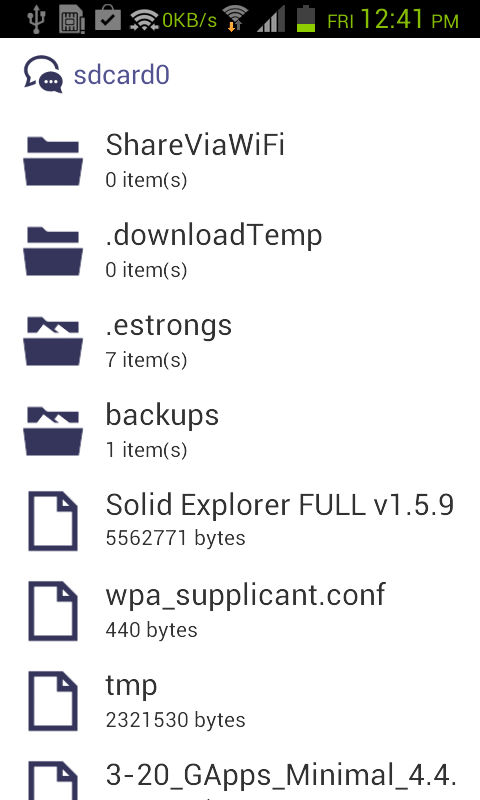 0KB/s FRI 12:41 PM
sdcard0
ShareViaWiFi
0 item(s)
.downloadTemp
0 item(s)
.estrongs
7 item(s)
backups
1 item(s)
Solid Explorer FULL v1.5.9
5562771 bytes
wpa_supplicant.conf
440 bytes
tmp
2321530 bytes
3-20_GApps_Minimal_4.4.